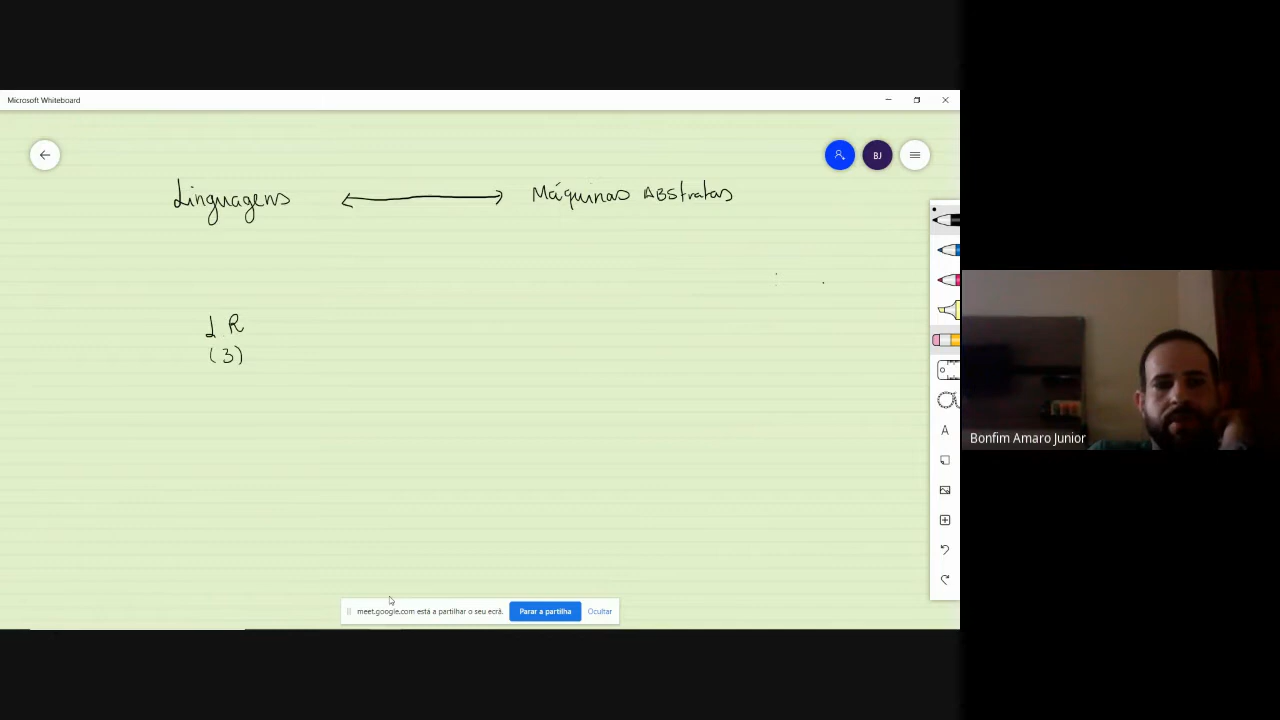 Microsoft Whiteboard
BJ
Linguagens ⟷ Máquinas ABStratas
L R
(3)
A
Bonfim Amaro Junior
meet.google.com está a partilhar o seu ecrã.
Parar a partilha
Ocultar